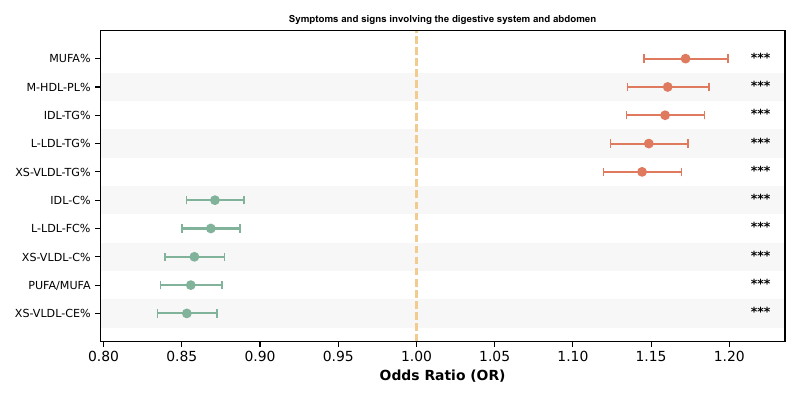 Symptoms and signs involving the digestive system and abdomen
MUFA% ***
M-HDL-PL% ***
IDL-TG% ***
L-LDL-TG% ***
XS-VLDL-TG% ***
IDL-C% ***
L-LDL-FC% ***
XS-VLDL-C% ***
PUFA/MUFA ***
XS-VLDL-CE% ***
0.80 0.85 0.90 0.95 1.00 1.05 1.10 1.15 1.20
Odds Ratio (OR)